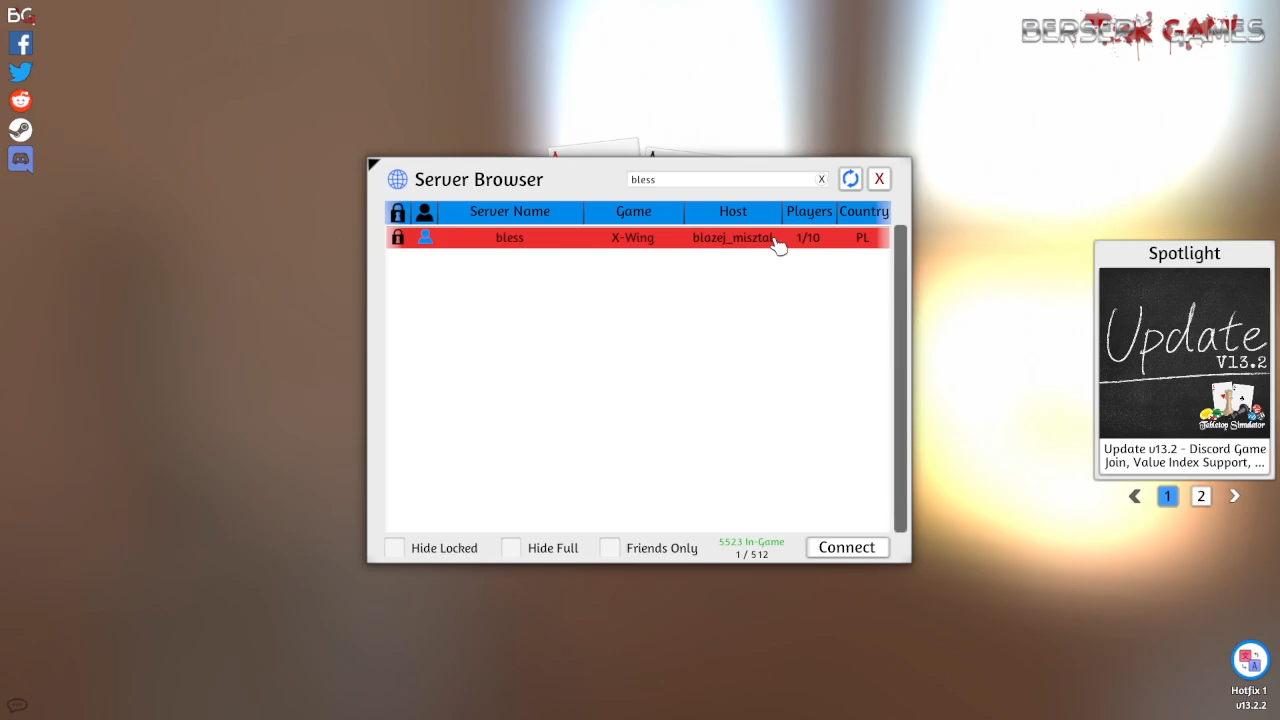 BG
BERSERK GAMES
Server Browser
bless
X
X
Server Name Game Host Players Country
bless X-Wing blazej_misztal 1/10 PL
Hide Locked
Hide Full
Friends Only
5523 In-Game
1 / 512
Connect
Spotlight
Update
V13.2
Tabletop Simulator
Update v13.2 - Discord Game
Join, Valve Index Support, ...
1
2
Hotfix 1
v13.2.2